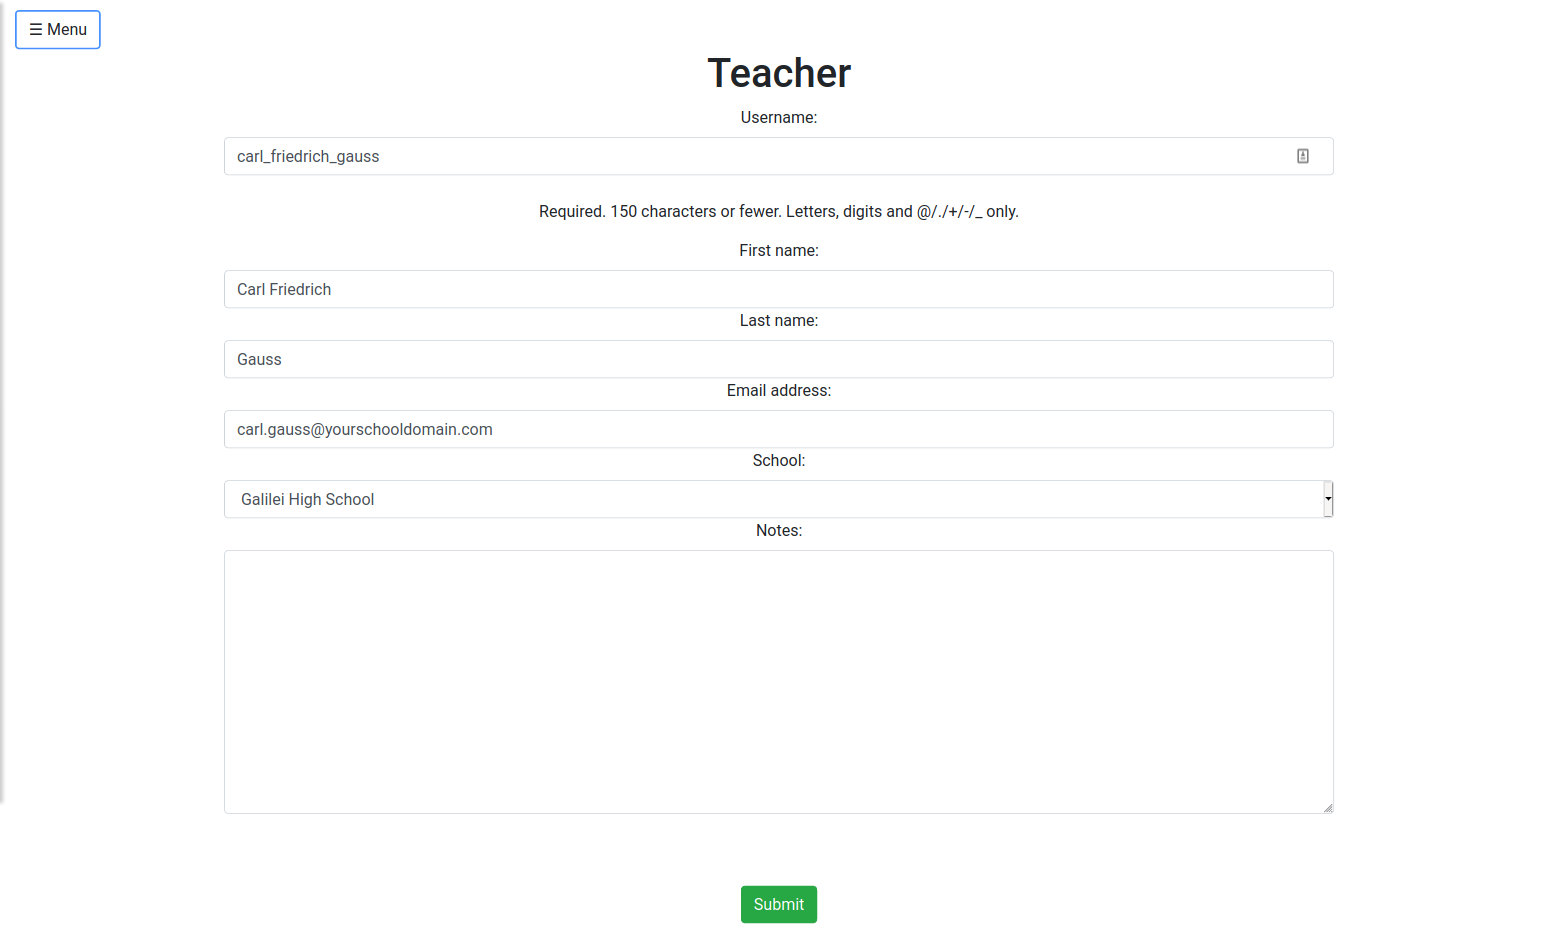 ☰ Menu
Teacher
Username:
carl_friedrich_gauss
Required. 150 characters or fewer. Letters, digits and @/./+/-/_ only.
First name:
Carl Friedrich
Last name:
Gauss
Email address:
carl.gauss@yourschooldomain.com
School:
Galilei High School
Notes:
Submit